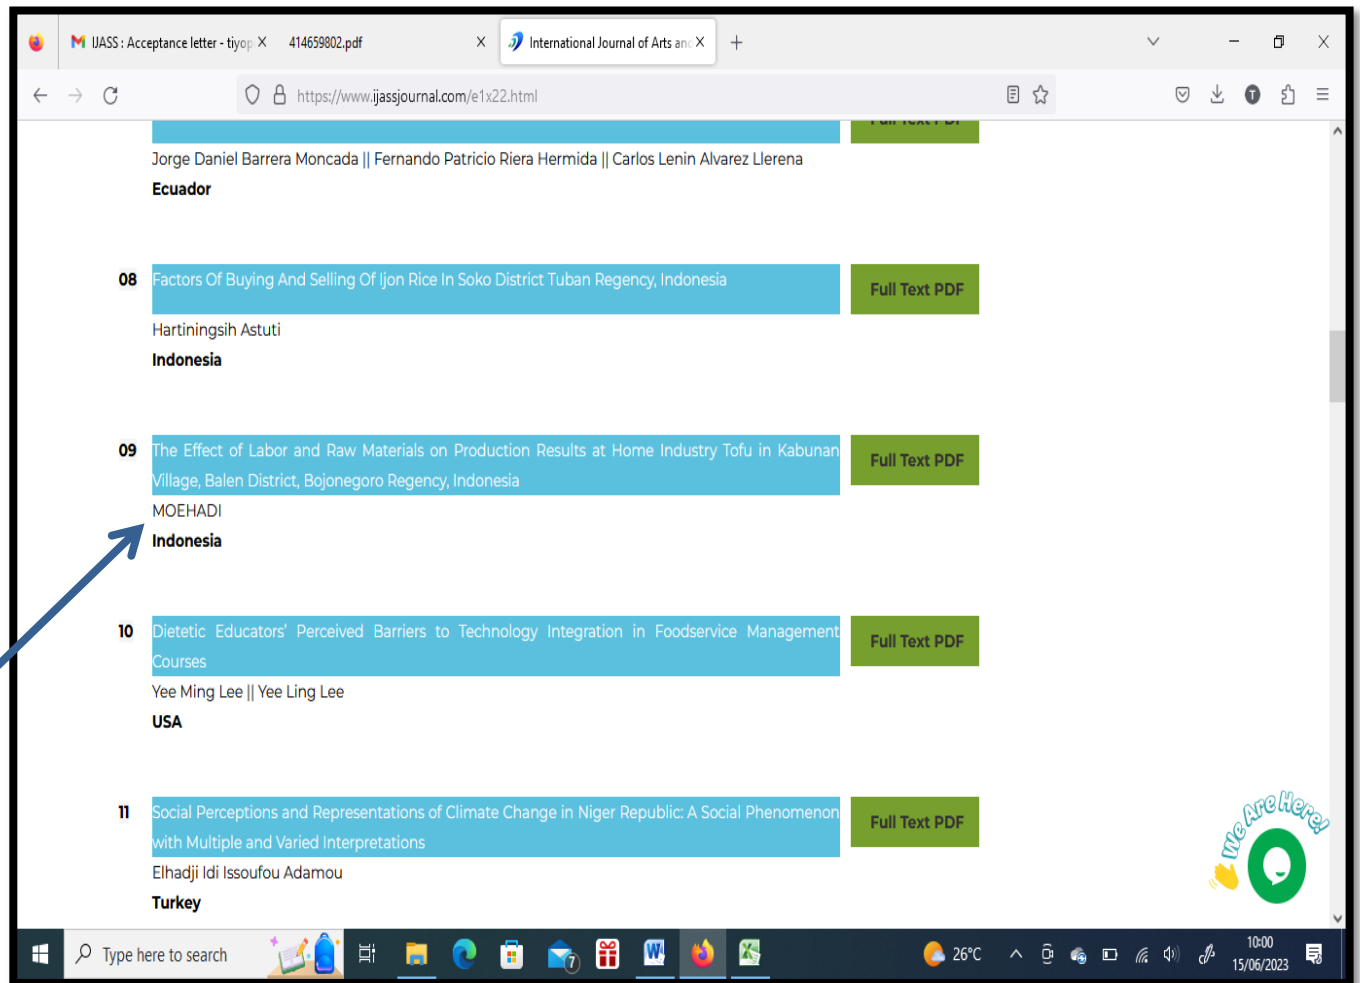 IJASS : Acceptance letter - tiyop
414659802.pdf
International Journal of Arts and
https://www.ijassjournal.com/e1x22.html
Full Text PDF
Jorge Daniel Barrera Moncada || Fernando Patricio Riera Hermida || Carlos Lenin Alvarez Llerena
Ecuador
08 Factors Of Buying And Selling Of Ijon Rice In Soko District Tuban Regency, Indonesia
Full Text PDF
Hartiningsih Astuti
Indonesia
09 The Effect of Labor and Raw Materials on Production Results at Home Industry Tofu in Kabunan
Village, Balen District, Bojonegoro Regency, Indonesia
Full Text PDF
MOEHADI
Indonesia
10 Dietetic Educators' Perceived Barriers to Technology Integration in Foodservice Management
Courses
Full Text PDF
Yee Ming Lee || Yee Ling Lee
USA
11 Social Perceptions and Representations of Climate Change in Niger Republic: A Social Phenomenon
with Multiple and Varied Interpretations
Full Text PDF
Elhadji Idi Issoufou Adamou
Turkey
We Are Here!
Type here to search
7
26°C
10:00
15/06/2023